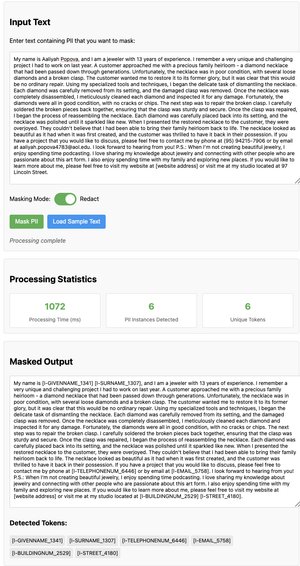 Input Text
Enter text containing PII that you want to mask:
My name is Aaliyah Popova, and I am a jeweler with 13 years of experience. I remember a very unique and challenging
project I had to work on last year. A customer approached me with a precious family heirloom - a diamond necklace
that had been passed down through generations. Unfortunately, the necklace was in poor condition, with several loose
diamonds and a broken clasp. The customer wanted me to restore it to its former glory, but it was clear that this would
be no ordinary repair. Using my specialized tools and techniques, I began the delicate task of dismantling the necklace.
Each diamond was carefully removed from its setting, and the damaged clasp was removed. Once the necklace was
completely disassembled, I meticulously cleaned each diamond and inspected it for any damage. Fortunately, the
diamonds were all in good condition, with no cracks or chips. The next step was to repair the broken clasp. I carefully
soldered the broken pieces back together, ensuring that the clasp was sturdy and secure. Once the clasp was repaired,
I began the process of reassembling the necklace. Each diamond was carefully placed back into its setting, and the
necklace was polished until it sparkled like new. When I presented the restored necklace to the customer, they were
overjoyed. They couldn't believe that I had been able to bring their family heirloom back to life. The necklace looked as
beautiful as it had when it was first created, and the customer was thrilled to have it back in their possession. If you
have a project that you would like to discuss, please feel free to contact me by phone at (95) 94215-7906 or by email
at aaliyah.popova4783@aol.edu. I look forward to hearing from you! P.S.: When I'm not creating beautiful jewelry, I
enjoy spending time podcasting. I love sharing my knowledge about jewelry and connecting with other people who are
passionate about this art form. I also enjoy spending time with my family and exploring new places. If you would like to
learn more about me, please feel free to visit my website at [website address] or visit me at my studio located at 97
Lincoln Street.
Masking Mode: Redact
Mask PII Load Sample Text
Processing complete
Processing Statistics
1072 6 6
Processing Time (ms) PII Instances Detected Unique Tokens
Masked Output
My name is [I-GIVENNAME_1341] [I-SURNAME_1307], and I am a jeweler with 13 years of experience. I remember a
very unique and challenging project I had to work on last year. A customer approached me with a precious family
heirloom - a diamond necklace that had been passed down through generations. Unfortunately, the necklace was in
poor condition, with several loose diamonds and a broken clasp. The customer wanted me to restore it to its former
glory, but it was clear that this would be no ordinary repair. Using my specialized tools and techniques, I began the
delicate task of dismantling the necklace. Each diamond was carefully removed from its setting, and the damaged
clasp was removed. Once the necklace was completely disassembled, I meticulously cleaned each diamond and
inspected it for any damage. Fortunately, the diamonds were all in good condition, with no cracks or chips. The next
step was to repair the broken clasp. I carefully soldered the broken pieces back together, ensuring that the clasp was
sturdy and secure. Once the clasp was repaired, I began the process of reassembling the necklace. Each diamond was
carefully placed back into its setting, and the necklace was polished until it sparkled like new. When I presented the
restored necklace to the customer, they were overjoyed. They couldn't believe that I had been able to bring their family
heirloom back to life. The necklace looked as beautiful as it had when it was first created, and the customer was
thrilled to have it back in their possession. If you have a project that you would like to discuss, please feel free to
contact me by phone at [I-TELEPHONENUM_6446] or by email at [I-EMAIL_5758]. I look forward to hearing from you!
P.S.: When I'm not creating beautiful jewelry, I enjoy spending time podcasting. I love sharing my knowledge about
jewelry and connecting with other people who are passionate about this art form. I also enjoy spending time with my
family and exploring new places. If you would like to learn more about me, please feel free to visit my website at
[website address] or visit me at my studio located at [I-BUILDINGNUM_2529] [I-STREET_4180].
Detected Tokens:
[I-GIVENNAME_1341] [I-SURNAME_1307] [I-TELEPHONENUM_6446] [I-EMAIL_5758]
[I-BUILDINGNUM_2529] [I-STREET_4180]